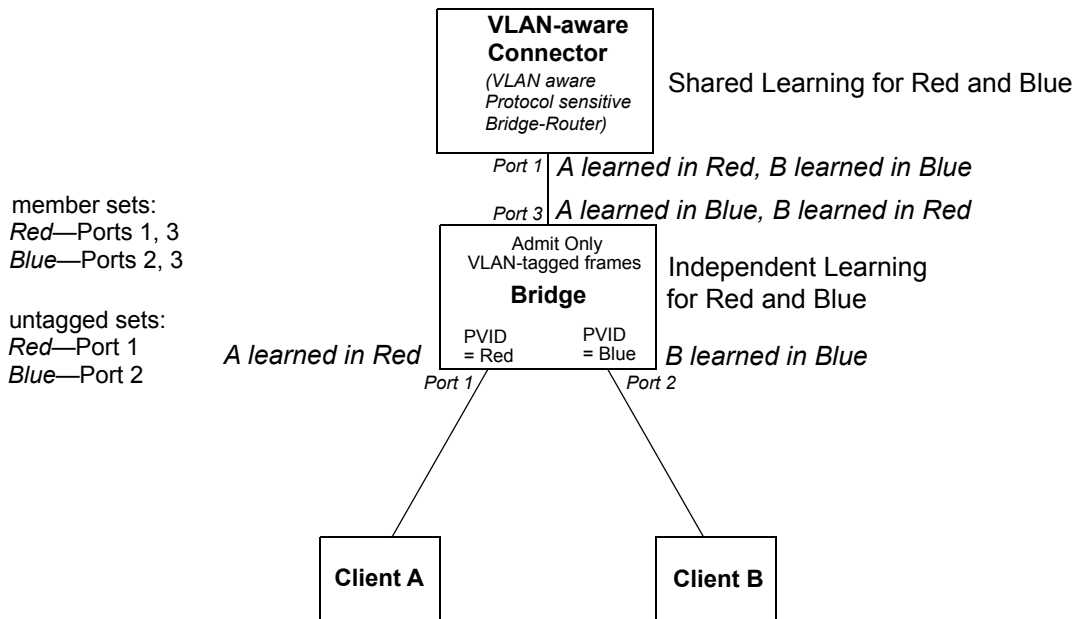 VLAN-aware
Connector
(VLAN aware
Protocol sensitive
Bridge-Router)
Shared Learning for Red and Blue
Port 1
A learned in Red, B learned in Blue
Port 3
A learned in Blue, B learned in Red
member sets:
Red—Ports 1, 3
Blue—Ports 2, 3
untagged sets:
Red—Port 1
Blue—Port 2
Admit Only
VLAN-tagged frames
Bridge
Independent Learning
for Red and Blue
PVID
= Red
PVID
= Blue
A learned in Red
B learned in Blue
Port 1
Port 2
Client A
Client B